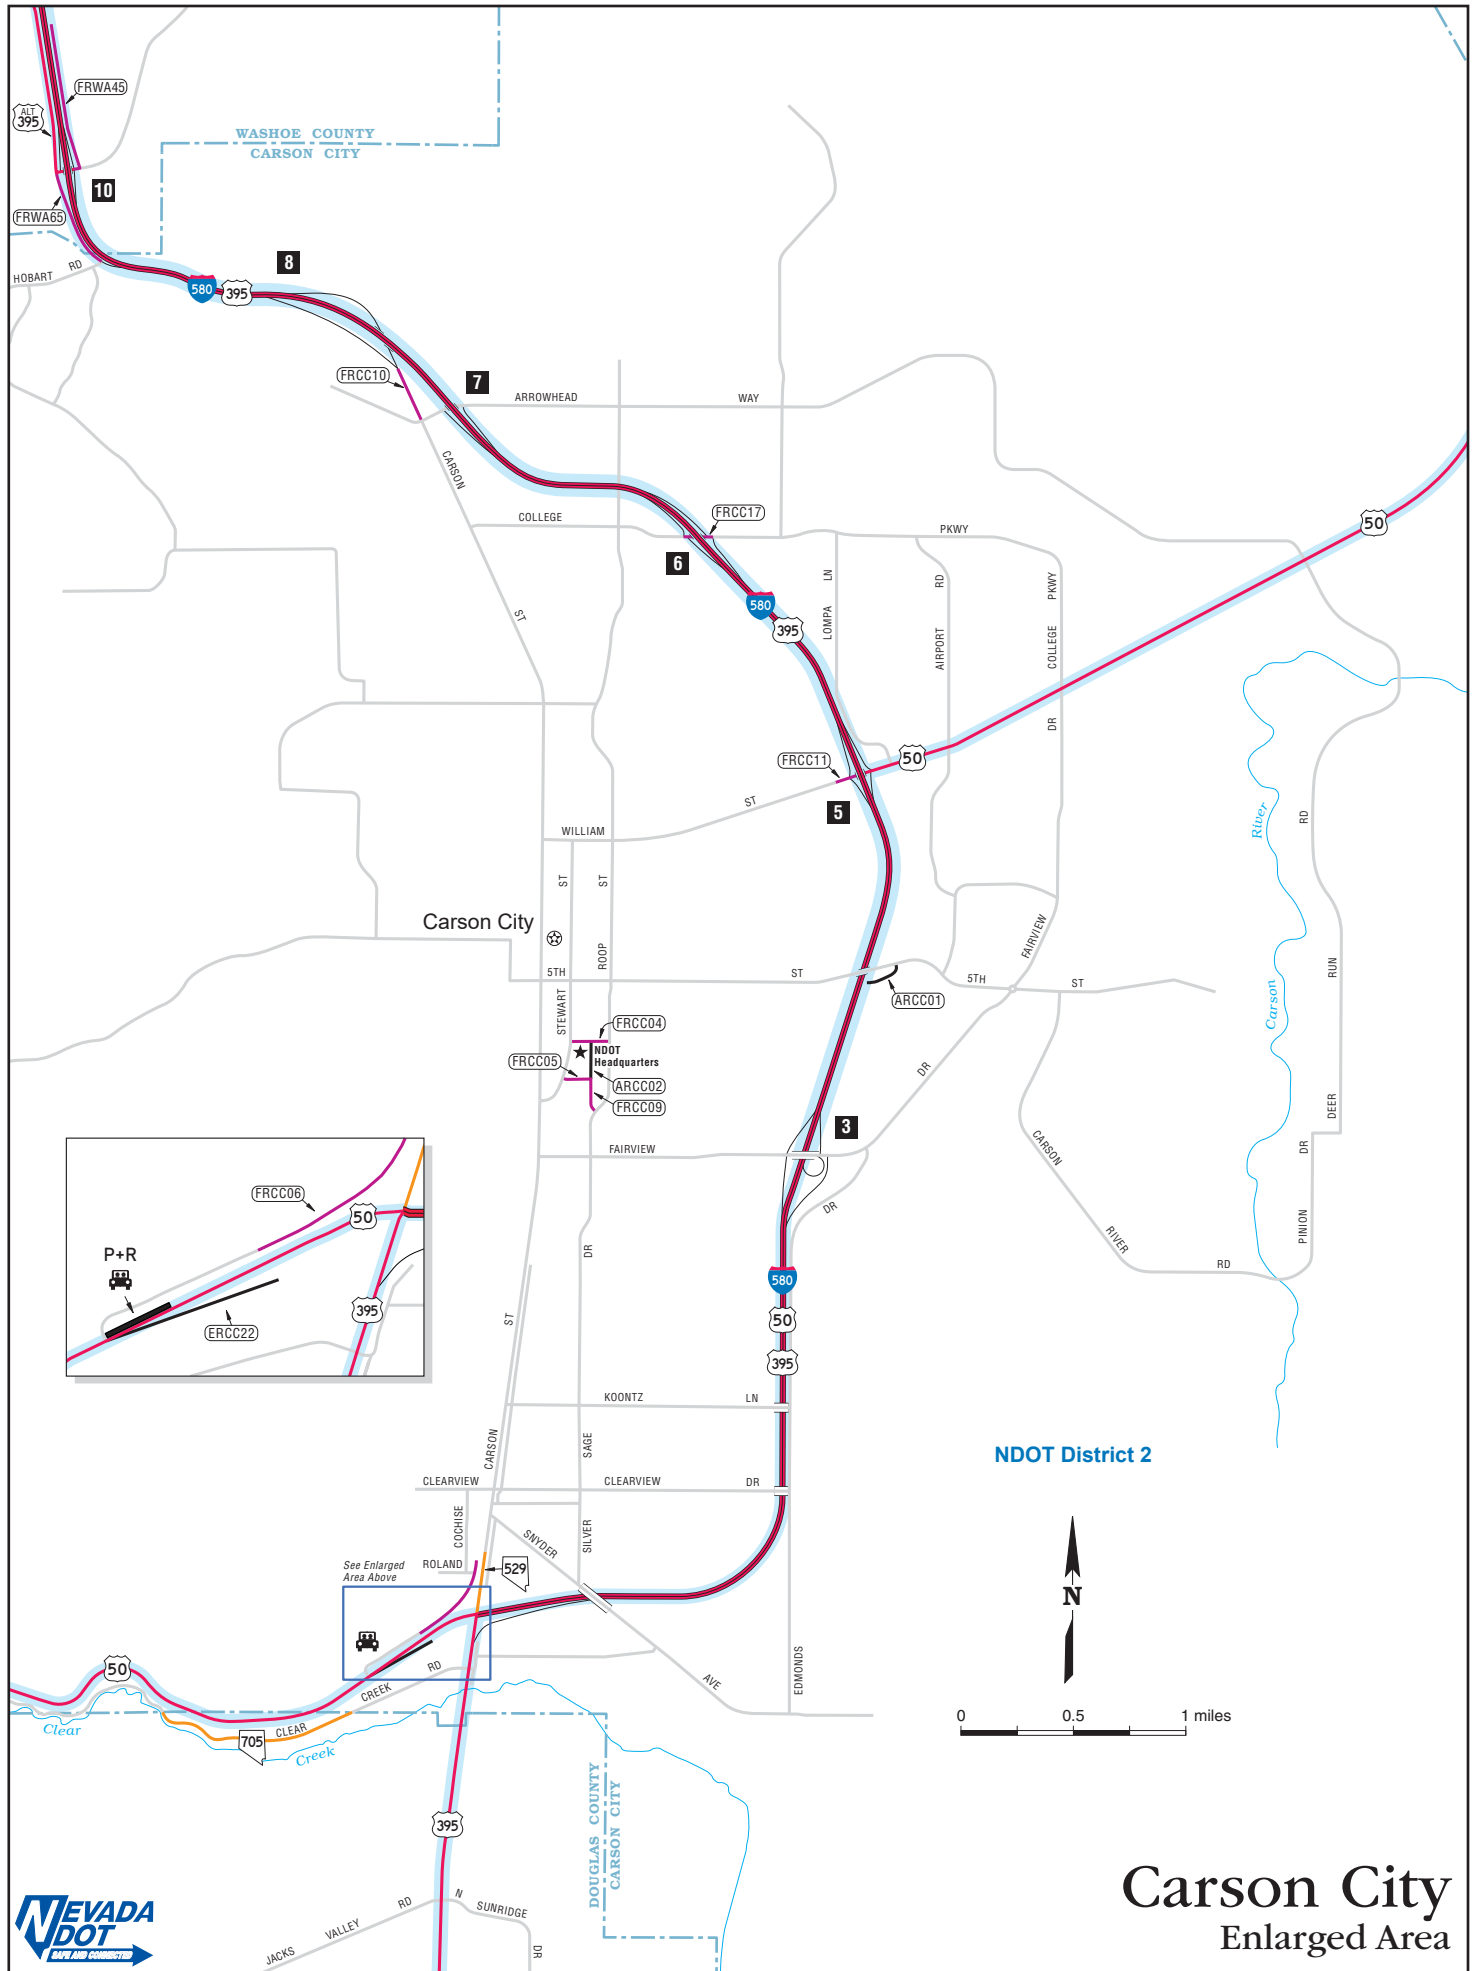 FRWA45
ALT
395
WASHOE COUNTY
CARSON CITY
10
FRWA65
HOBART RD
8
580
395
FRCC10
7
ARROWHEAD WAY
CARSON ST
COLLEGE PKWY
FRCC17
6
50
580
395
LOMPA LN
AIRPORT RD
COLLEGE PKWY
DR
50
FRCC11
5
WILLIAM ST
River
Carson
RD
ST
ST
Carson City
ROOP
FAIRVIEW
RUN
5TH ST
5TH ST
ARCC01
STEWART
FRCC04
NDOT
Headquarters
FRCC05
ARCC02
FRCC09
DR
DEER
3
FAIRVIEW
CARSON
DR
DR
FRCC06
50
P+R
395
ERCC22
RIVER
RD
PINION
DR
580
50
395
ST
KOONTZ LN
CARSON
SAGE
NDOT District 2
CLEARVIEW
CLEARVIEW DR
COCHISE
SNYDER
SILVER
See Enlarged
Area Above
ROLAND
529
N
RD
50
CREEK
AVE
EDMONDS
0 0.5 1 miles
Clear
CLEAR
705
Creek
DOUGLAS COUNTY
CARSON CITY
395
JACKS VALLEY RD
N SUNRIDGE
DR
NEVADA
DOT
SAFE AND CONNECTED
Carson City
Enlarged Area